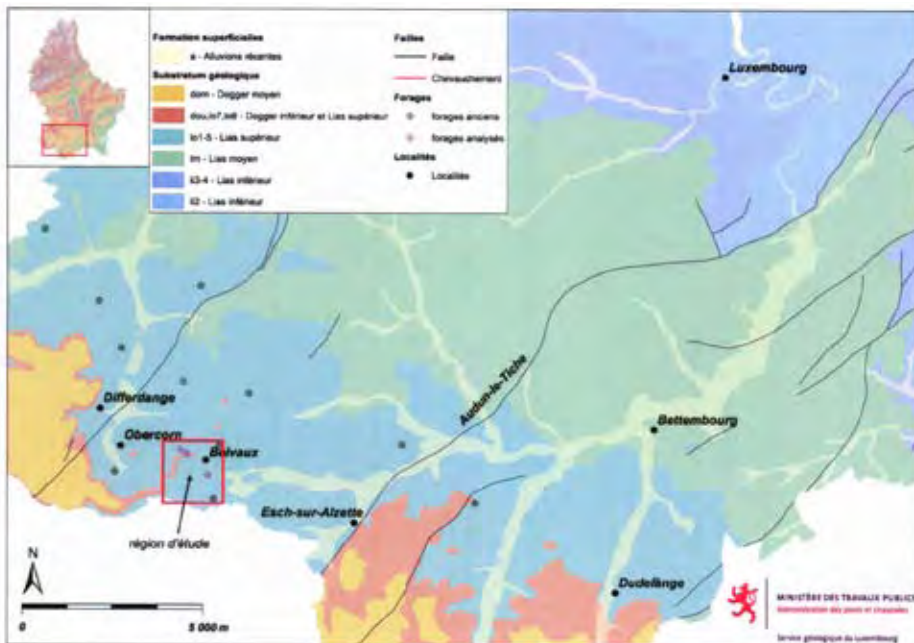 Formation superficielles
a - Alluvions récentes
Substratum géologique
dom - Dogger moyen
dou,lo7,lo6 - Dogger inférieur et Lias supérieur
lo1-5 - Lias supérieur
lm - Lias moyen
li3-4 - Lias inférieur
li2 - Lias inférieur
Failles
Faille
Chevauchement
Forages
forages anciens
forages analysés
Localités
Localités
Luxembourg
Audun-le-Tiche
Differdange
Obercorn
Belvaux
Bettembourg
Esch-sur-Alzette
région d'étude
Dudelange
N
0
5 000 m
MINISTÈRE DES TRAVAUX PUBLICS
Administration des ponts et chaussées
Service géologique du Luxembourg